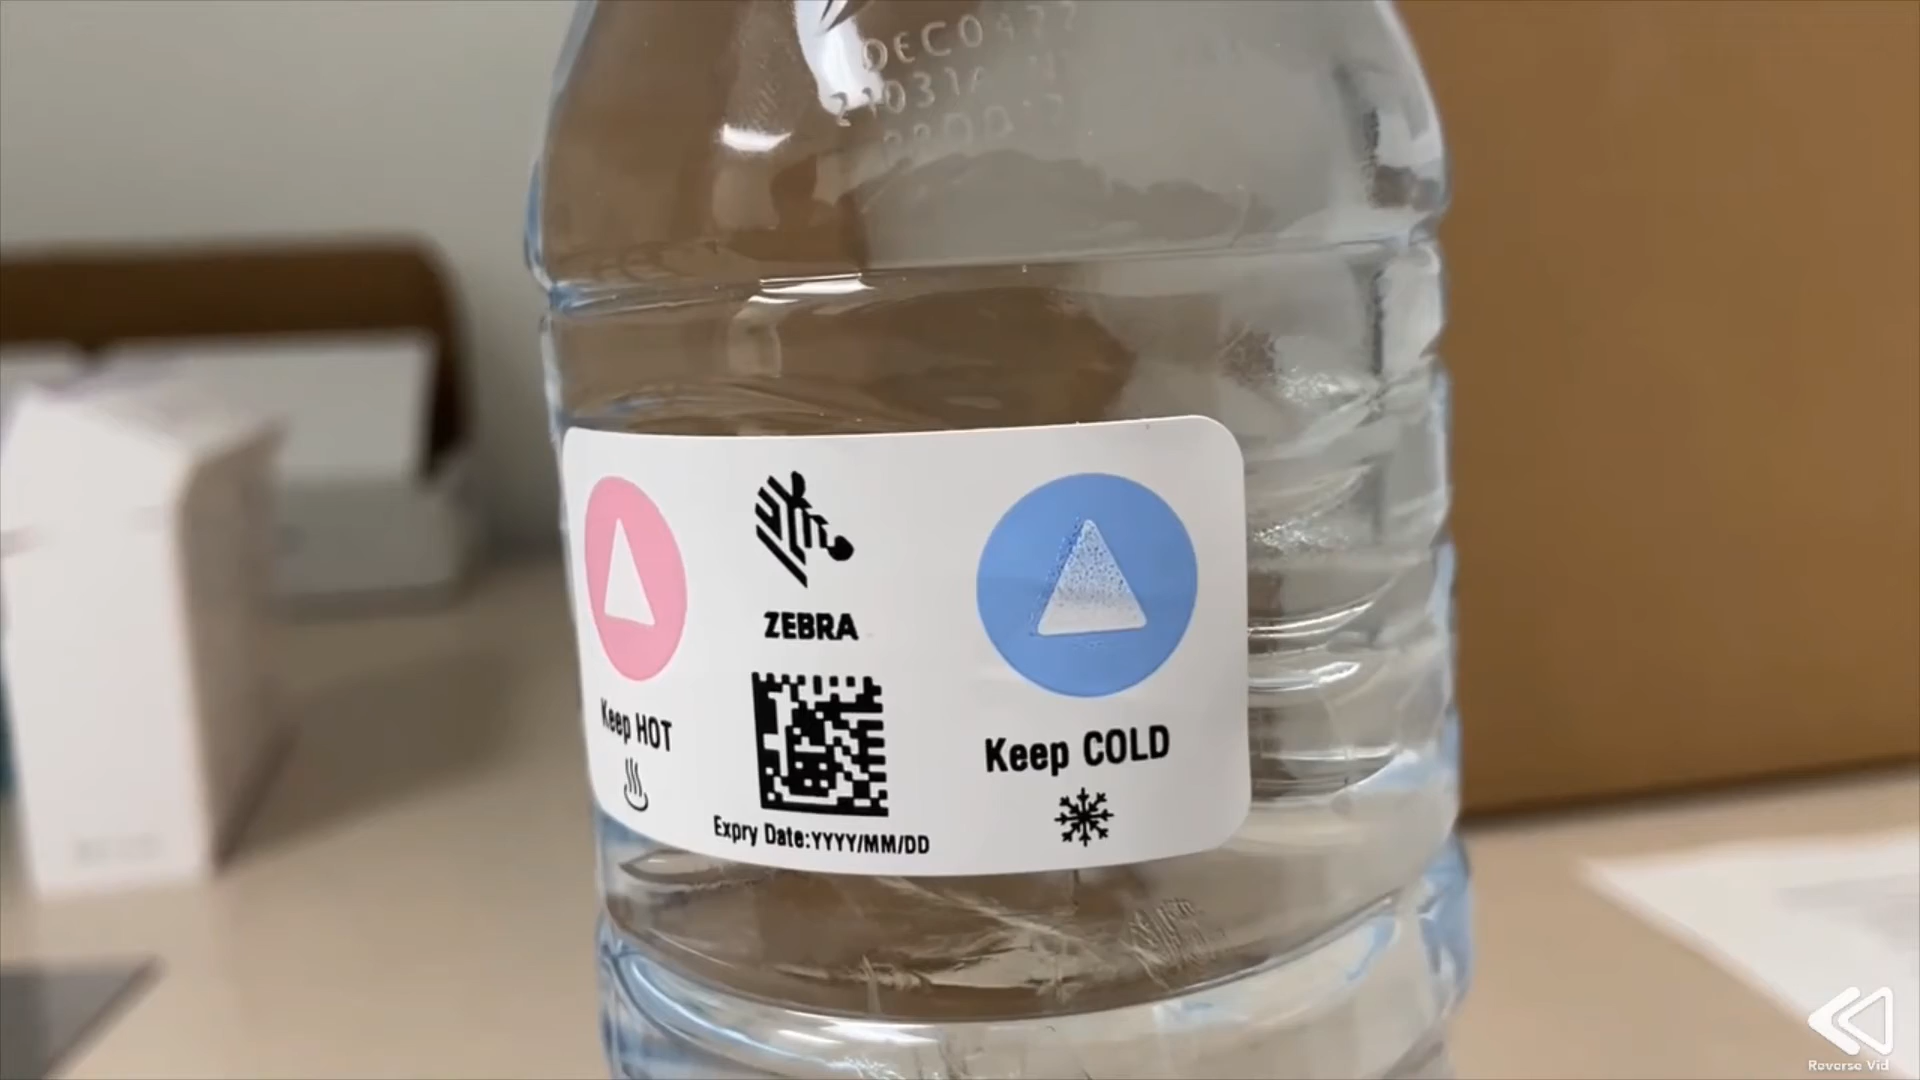 ZEBRA
Keep HOT
Keep COLD
Expry Date:YYYY/MM/DD
Reverse Vid